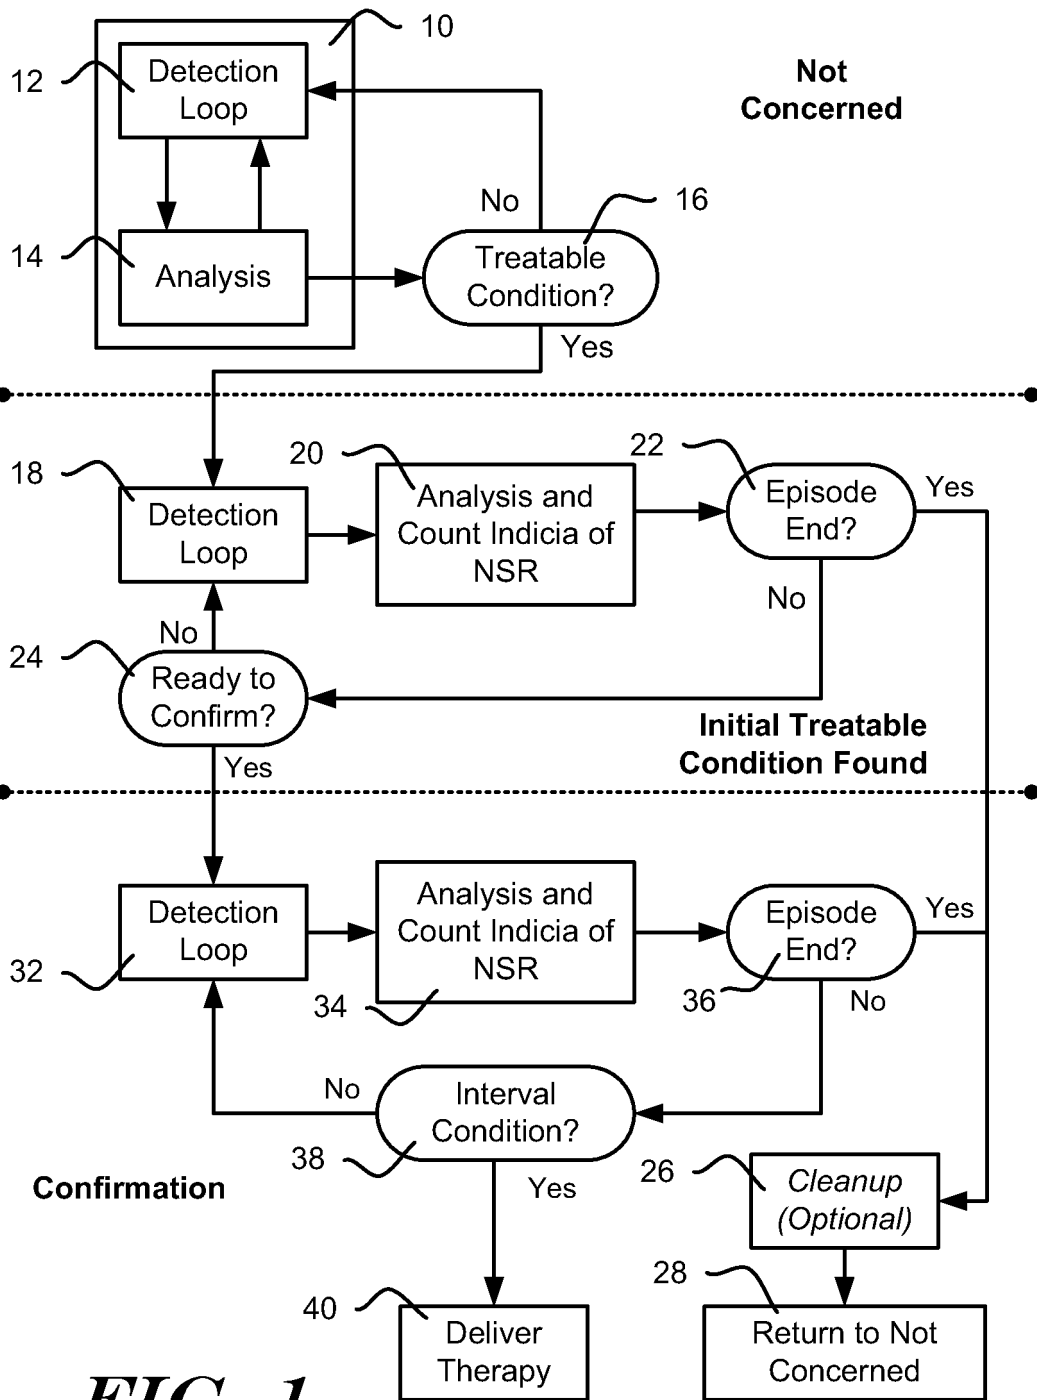 10
12
Detection
Loop
Not
Concerned
No
16
14
Analysis
Treatable
Condition?
Yes
18
Detection
Loop
20
Analysis and
Count Indicia of
NSR
22
Episode
End?
Yes
No
No
24
Ready to
Confirm?
Yes
Initial Treatable
Condition Found
32
Detection
Loop
Analysis and
Count Indicia of
NSR
34
Episode
End?
Yes
36
No
No
Interval
Condition?
38
Yes
Confirmation
26
Cleanup
(Optional)
28
40
Deliver
Therapy
Return to Not
Concerned
FIG. 1